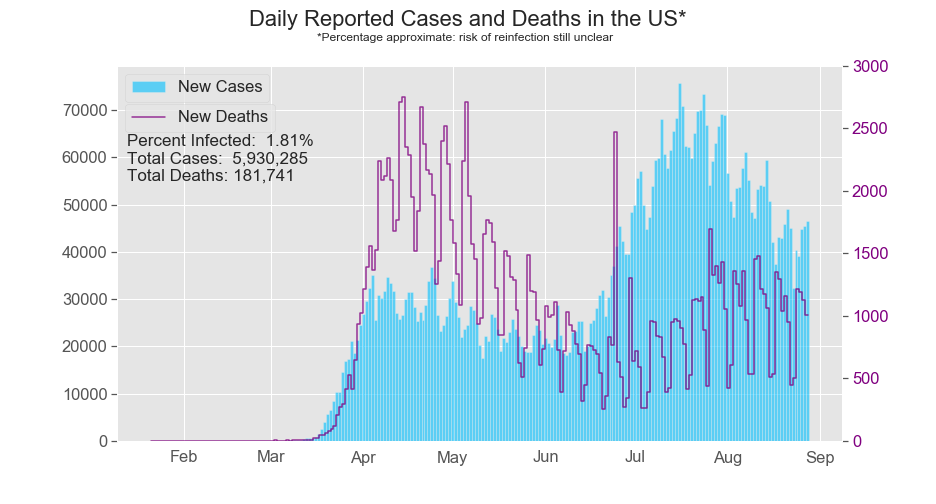 Daily Reported Cases and Deaths in the US*
*Percentage approximate: risk of reinfection still unclear
New Cases
New Deaths
Percent Infected:  1.81%
Total Cases:  5,930,285
Total Deaths: 181,741
70000
60000
50000
40000
30000
20000
10000
0
3000
2500
2000
1500
1000
500
0
Feb Mar Apr May Jun Jul Aug Sep